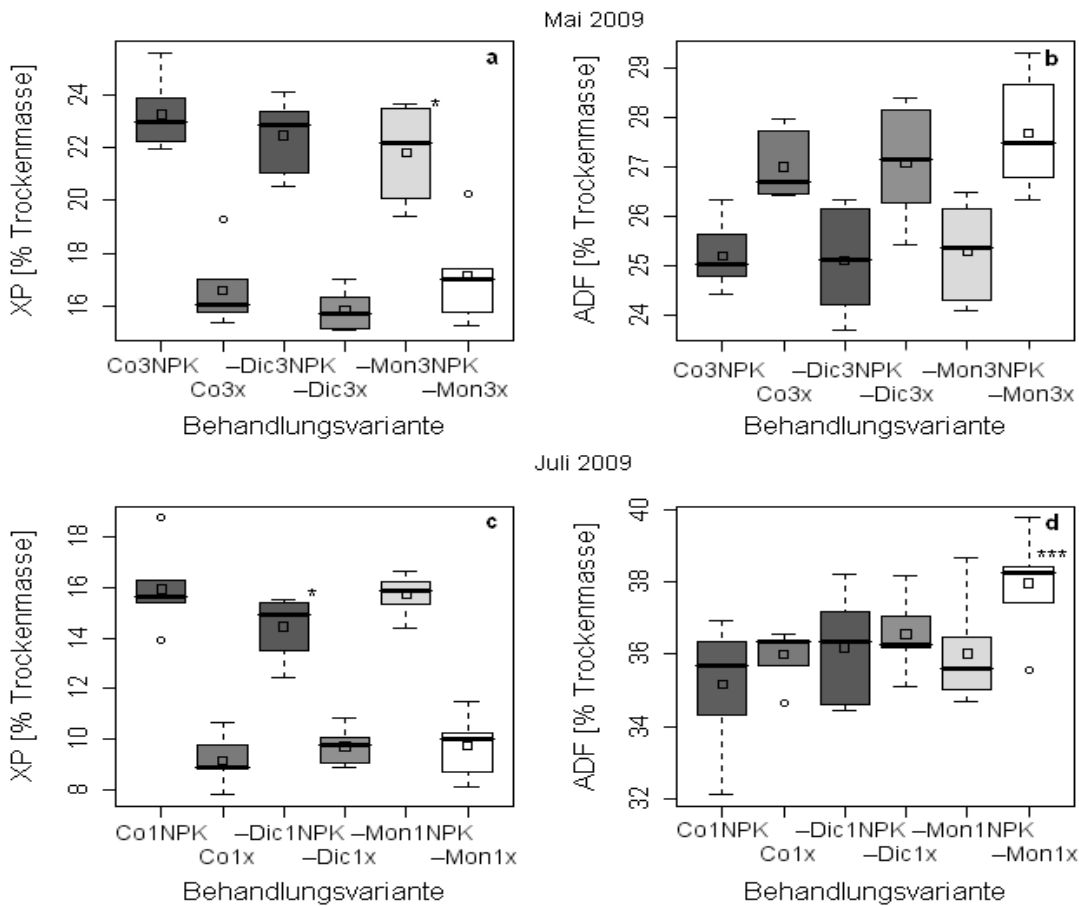 Mai 2009
a
XP [% Trockenmasse]
16 18 20 22 24
Co3NPK –Dic3NPK –Mon3NPK
Co3x –Dic3x –Mon3x
Behandlungsvariante
*
b
ADF [% Trockenmasse]
24 25 26 27 28 29
Co3NPK –Dic3NPK –Mon3NPK
Co3x –Dic3x –Mon3x
Behandlungsvariante
Juli 2009
c
XP [% Trockenmasse]
8 10 12 14 16 18
*
Co1NPK –Dic1NPK –Mon1NPK
Co1x –Dic1x –Mon1x
Behandlungsvariante
d
ADF [% Trockenmasse]
32 34 36 38 40
***
Co1NPK –Dic1NPK –Mon1NPK
Co1x –Dic1x –Mon1x
Behandlungsvariante